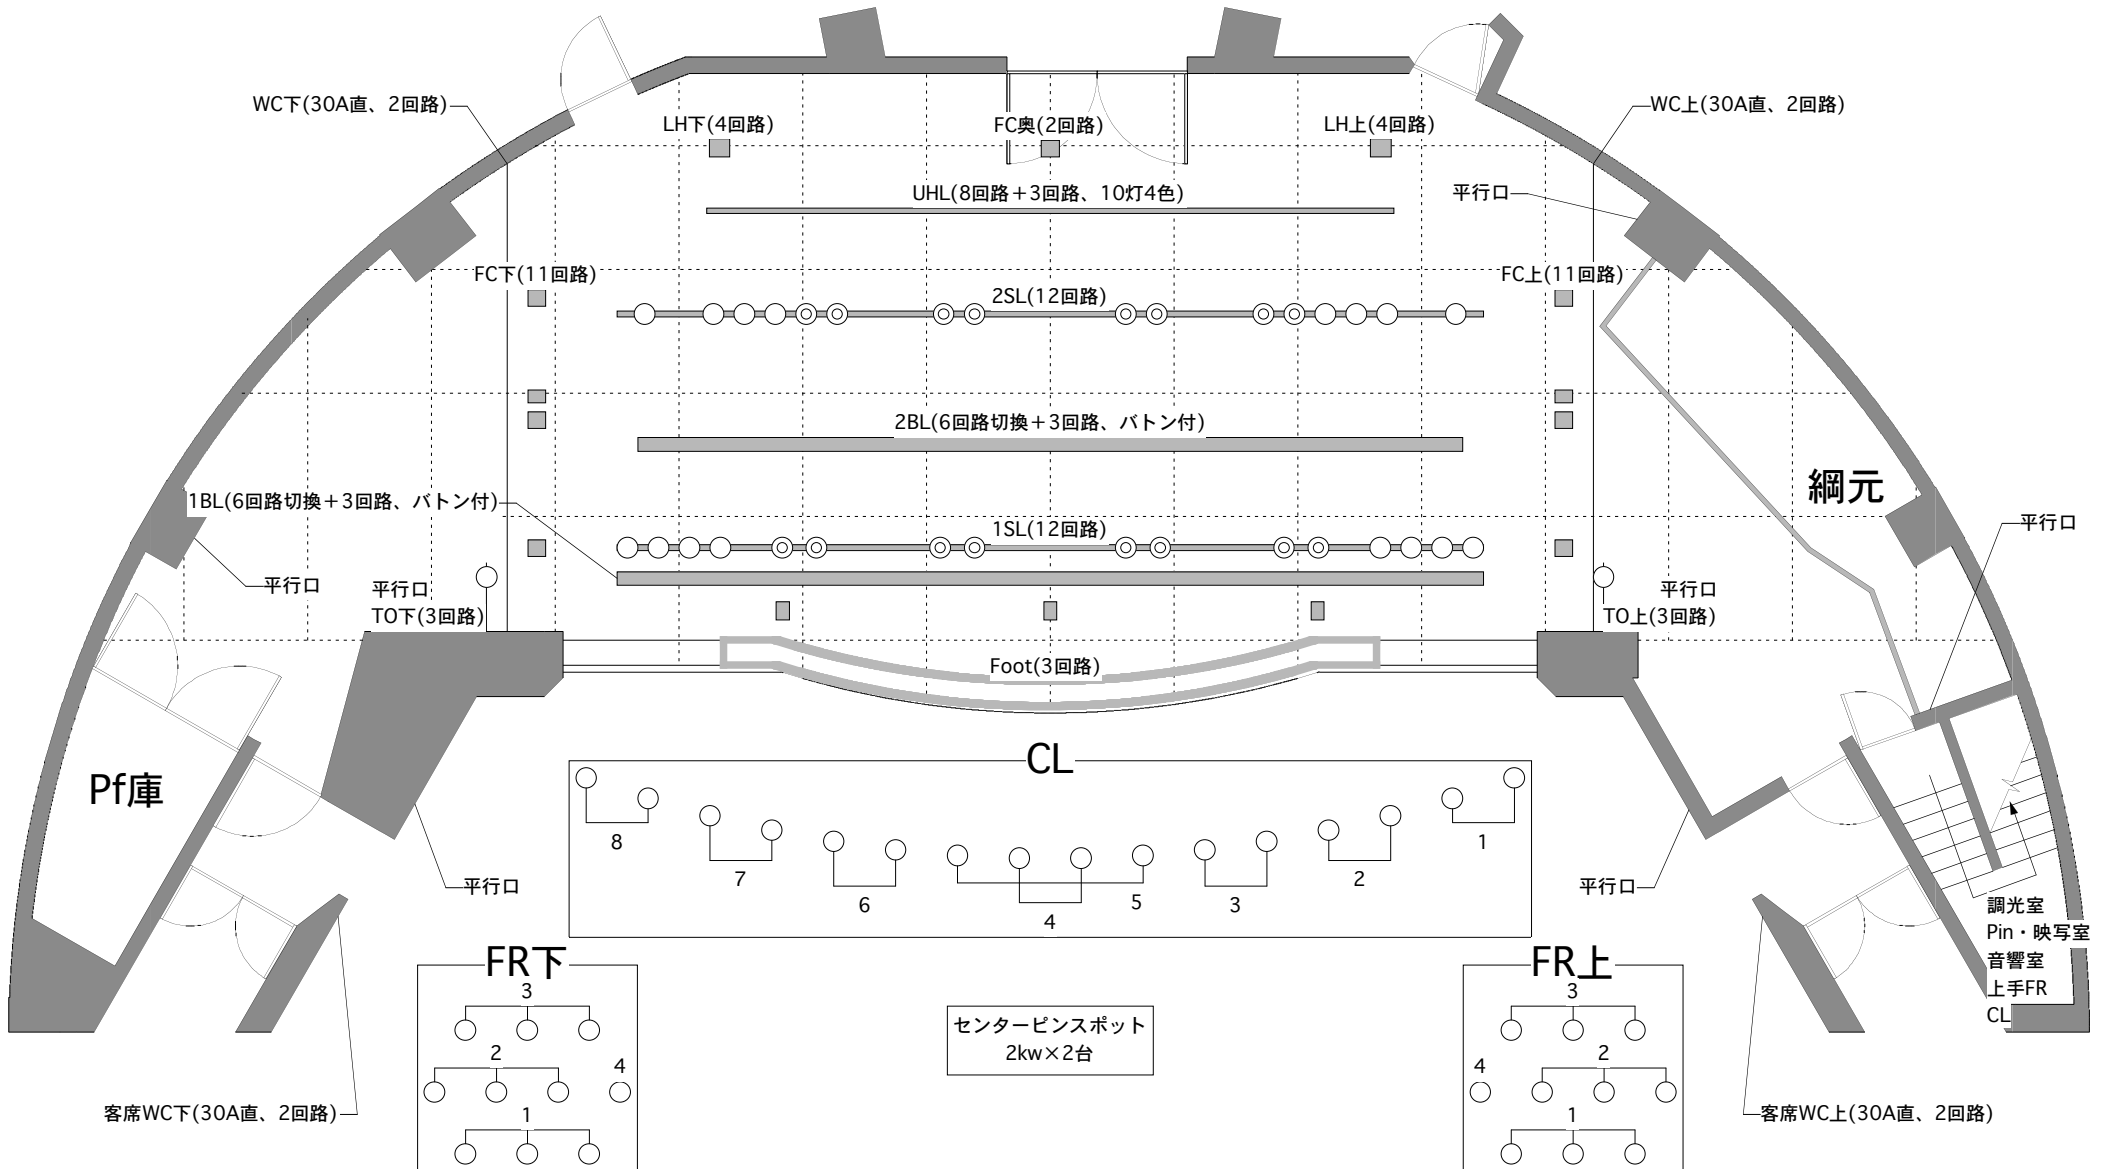 WC下(30A直、2回路)
WC上(30A直、2回路)
LH下(4回路)
FC奥(2回路)
LH上(4回路)
UHL(8回路＋3回路、10灯4色)
平行口
FC下(11回路)
FC上(11回路)
2SL(12回路)
2BL(6回路切換＋3回路、バトン付)
綱元
1BL(6回路切換＋3回路、バトン付)
1SL(12回路)
平行口
平行口
平行口
TO下(3回路)
平行口
TO上(3回路)
Foot(3回路)
CL
Pf庫
8
7
6
5
4
3
2
1
平行口
平行口
調光室
Pin・映写室
音響室
上手FR
CL
FR下
3
2
4
1
FR上
3
4
2
1
センターピンスポット
2kw×2台
客席WC下(30A直、2回路)
客席WC上(30A直、2回路)